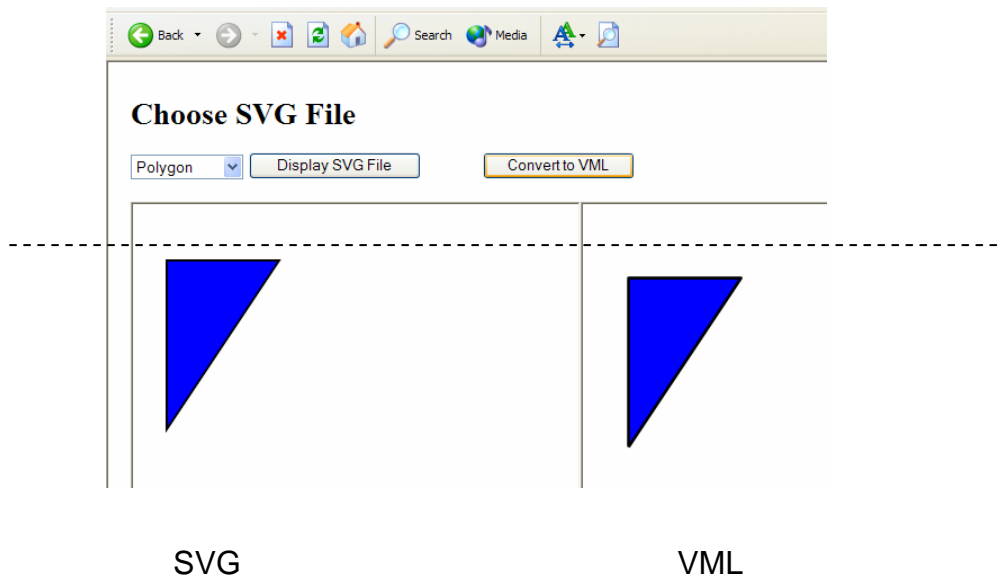 Back Search Media
Choose SVG File
Polygon Display SVG File Convert to VML
SVG VML